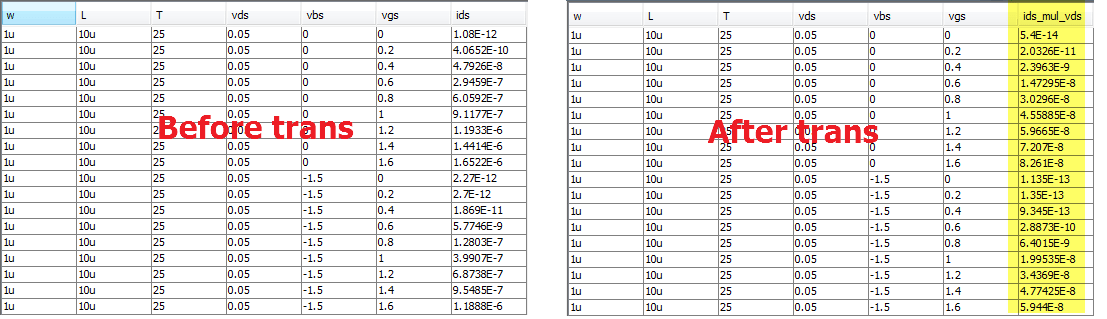 w L T vds vbs vgs ids
1u 10u 25 0.05 0 0 1.08E-12
1u 10u 25 0.05 0 0.2 4.0652E-10
1u 10u 25 0.05 0 0.4 4.7926E-8
1u 10u 25 0.05 0 0.6 2.9459E-7
1u 10u 25 0.05 0 0.8 6.0592E-7
1u 10u 25 0.05 0 1 9.1177E-7
1u 10u 25 0.05 0 1.2 1.1933E-6
1u 10u 25 0.05 0 1.4 1.4414E-6
1u 10u 25 0.05 0 1.6 1.6522E-6
1u 10u 25 0.05 -1.5 0 2.27E-12
1u 10u 25 0.05 -1.5 0.2 2.7E-12
1u 10u 25 0.05 -1.5 0.4 1.869E-11
1u 10u 25 0.05 -1.5 0.6 5.7746E-9
1u 10u 25 0.05 -1.5 0.8 1.2803E-7
1u 10u 25 0.05 -1.5 1 3.9907E-7
1u 10u 25 0.05 -1.5 1.2 6.8738E-7
1u 10u 25 0.05 -1.5 1.4 9.5485E-7
1u 10u 25 0.05 -1.5 1.6 1.1888E-6
Before trans
w L T vds vbs vgs ids_mul_vds
1u 10u 25 0.05 0 0 5.4E-14
1u 10u 25 0.05 0 0.2 2.0326E-11
1u 10u 25 0.05 0 0.4 2.3963E-9
1u 10u 25 0.05 0 0.6 1.47295E-8
1u 10u 25 0.05 0 0.8 3.0296E-8
1u 10u 25 0.05 0 1 4.55885E-8
1u 10u 25 0.05 0 1.2 5.9665E-8
1u 10u 25 0.05 0 1.4 7.207E-8
1u 10u 25 0.05 0 1.6 8.261E-8
1u 10u 25 0.05 -1.5 0 1.135E-13
1u 10u 25 0.05 -1.5 0.2 1.35E-13
1u 10u 25 0.05 -1.5 0.4 9.345E-13
1u 10u 25 0.05 -1.5 0.6 2.8873E-10
1u 10u 25 0.05 -1.5 0.8 6.4015E-9
1u 10u 25 0.05 -1.5 1 1.99535E-8
1u 10u 25 0.05 -1.5 1.2 3.4369E-8
1u 10u 25 0.05 -1.5 1.4 4.77425E-8
1u 10u 25 0.05 -1.5 1.6 5.944E-8
After trans